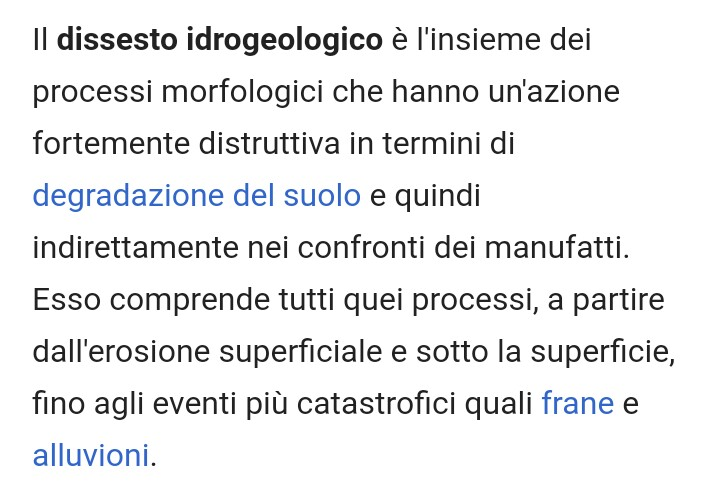 Il dissesto idrogeologico è l'insieme dei
processi morfologici che hanno un'azione
fortemente distruttiva in termini di
degradazione del suolo e quindi
indirettamente nei confronti dei manufatti.
Esso comprende tutti quei processi, a partire
dall'erosione superficiale e sotto la superficie,
fino agli eventi più catastrofici quali frane e
alluvioni.